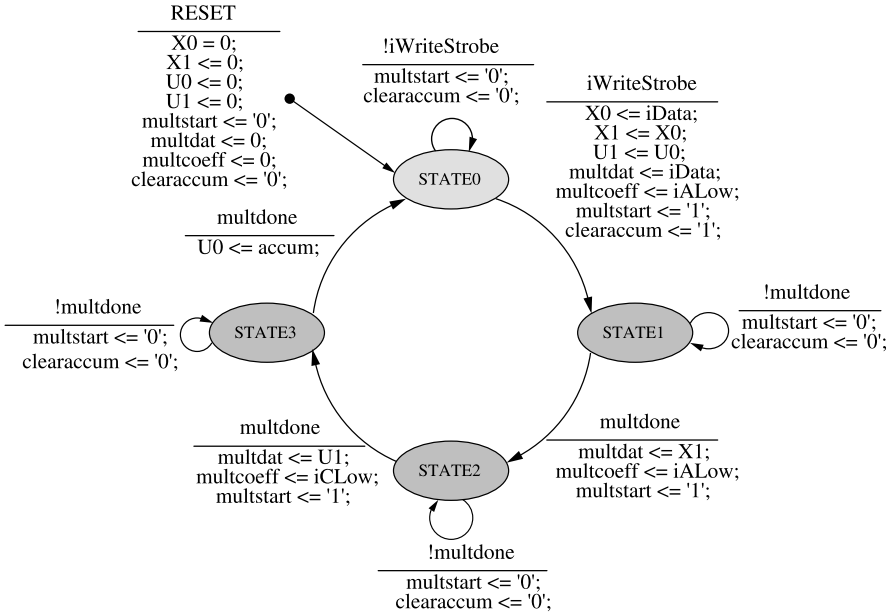 RESET
X0 = 0;
X1 <= 0;
U0 <= 0;
U1 <= 0;
multstart <= '0';
multdat <= 0;
multcoeff <= 0;
clearaccum <= '0';
!iWriteStrobe
multstart <= '0';
clearaccum <= '0';
iWriteStrobe
X0 <= iData;
X1 <= X0;
U1 <= U0;
multdat <= iData;
multcoeff <= iALow;
multstart <= '1';
clearaccum <= '1';
STATE0
multdone
U0 <= accum;
!multdone
multstart <= '0';
clearaccum <= '0';
STATE3
STATE1
!multdone
multstart <= '0';
clearaccum <= '0';
multdone
multdat <= U1;
multcoeff <= iCLow;
multstart <= '1';
STATE2
multdone
multdat <= X1;
multcoeff <= iALow;
multstart <= '1';
!multdone
multstart <= '0';
clearaccum <= '0';